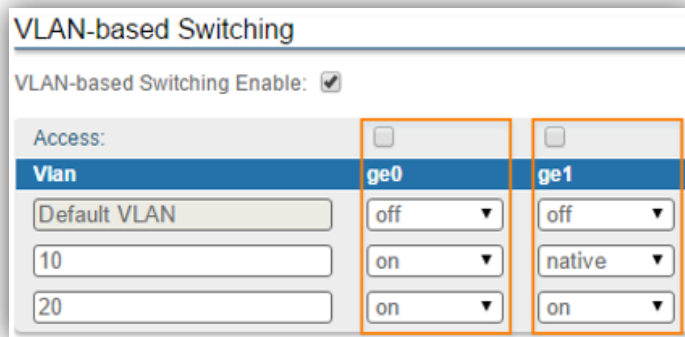 VLAN-based Switching
VLAN-based Switching Enable:
Access:
Vlan ge0 ge1
Default VLAN off off
10 on native
20 on on